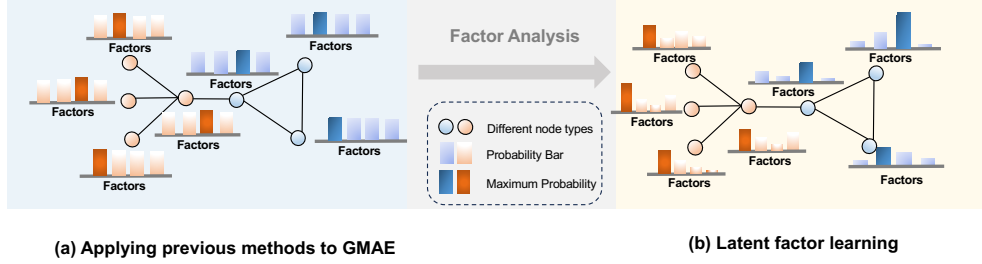 Factors
Factors
Factors
Factors
Factors
Factors
Factors
Factor Analysis
Different node types
Probability Bar
Maximum Probability
Factors
Factors
Factors
Factors
Factors
Factors
Factors
(a) Applying previous methods to GMAE
(b) Latent factor learning